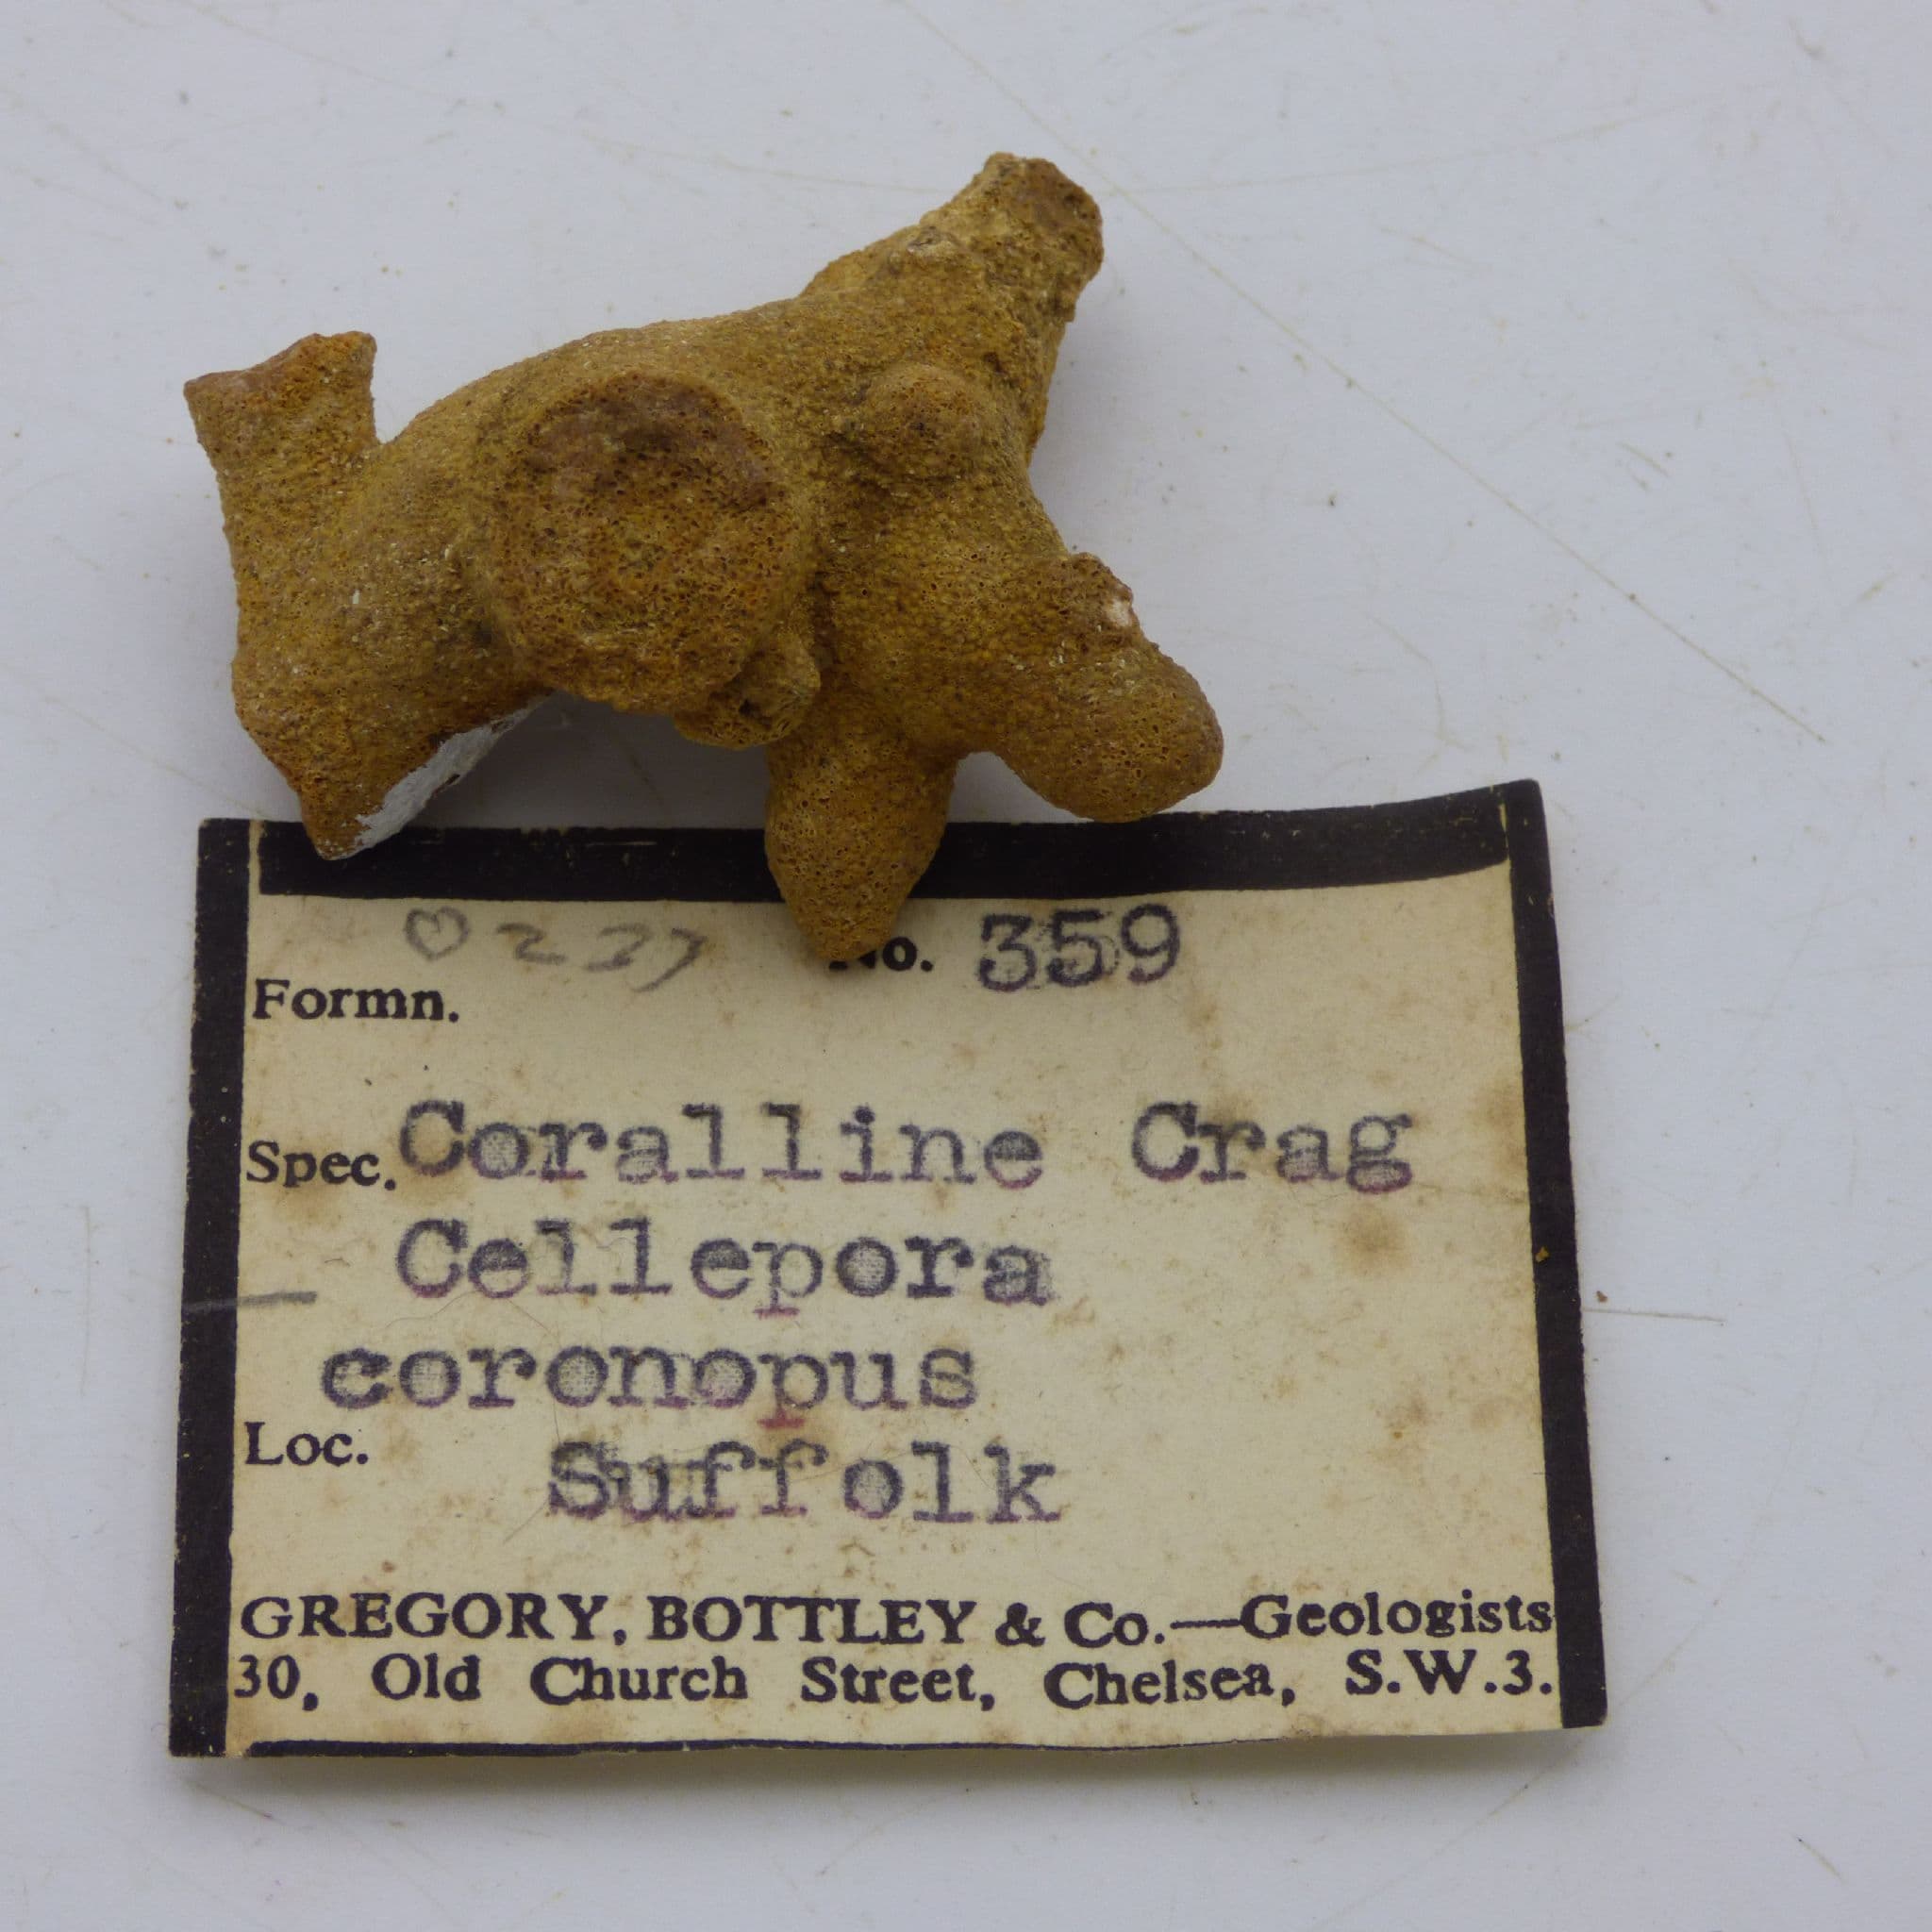 No. 359
Formn.
Spec. Coralline Crag
Cellepora
coronopus
Loc. Suffolk
GREGORY, BOTTLEY & Co.—Geologists
30, Old Church Street, Chelsea, S.W.3.